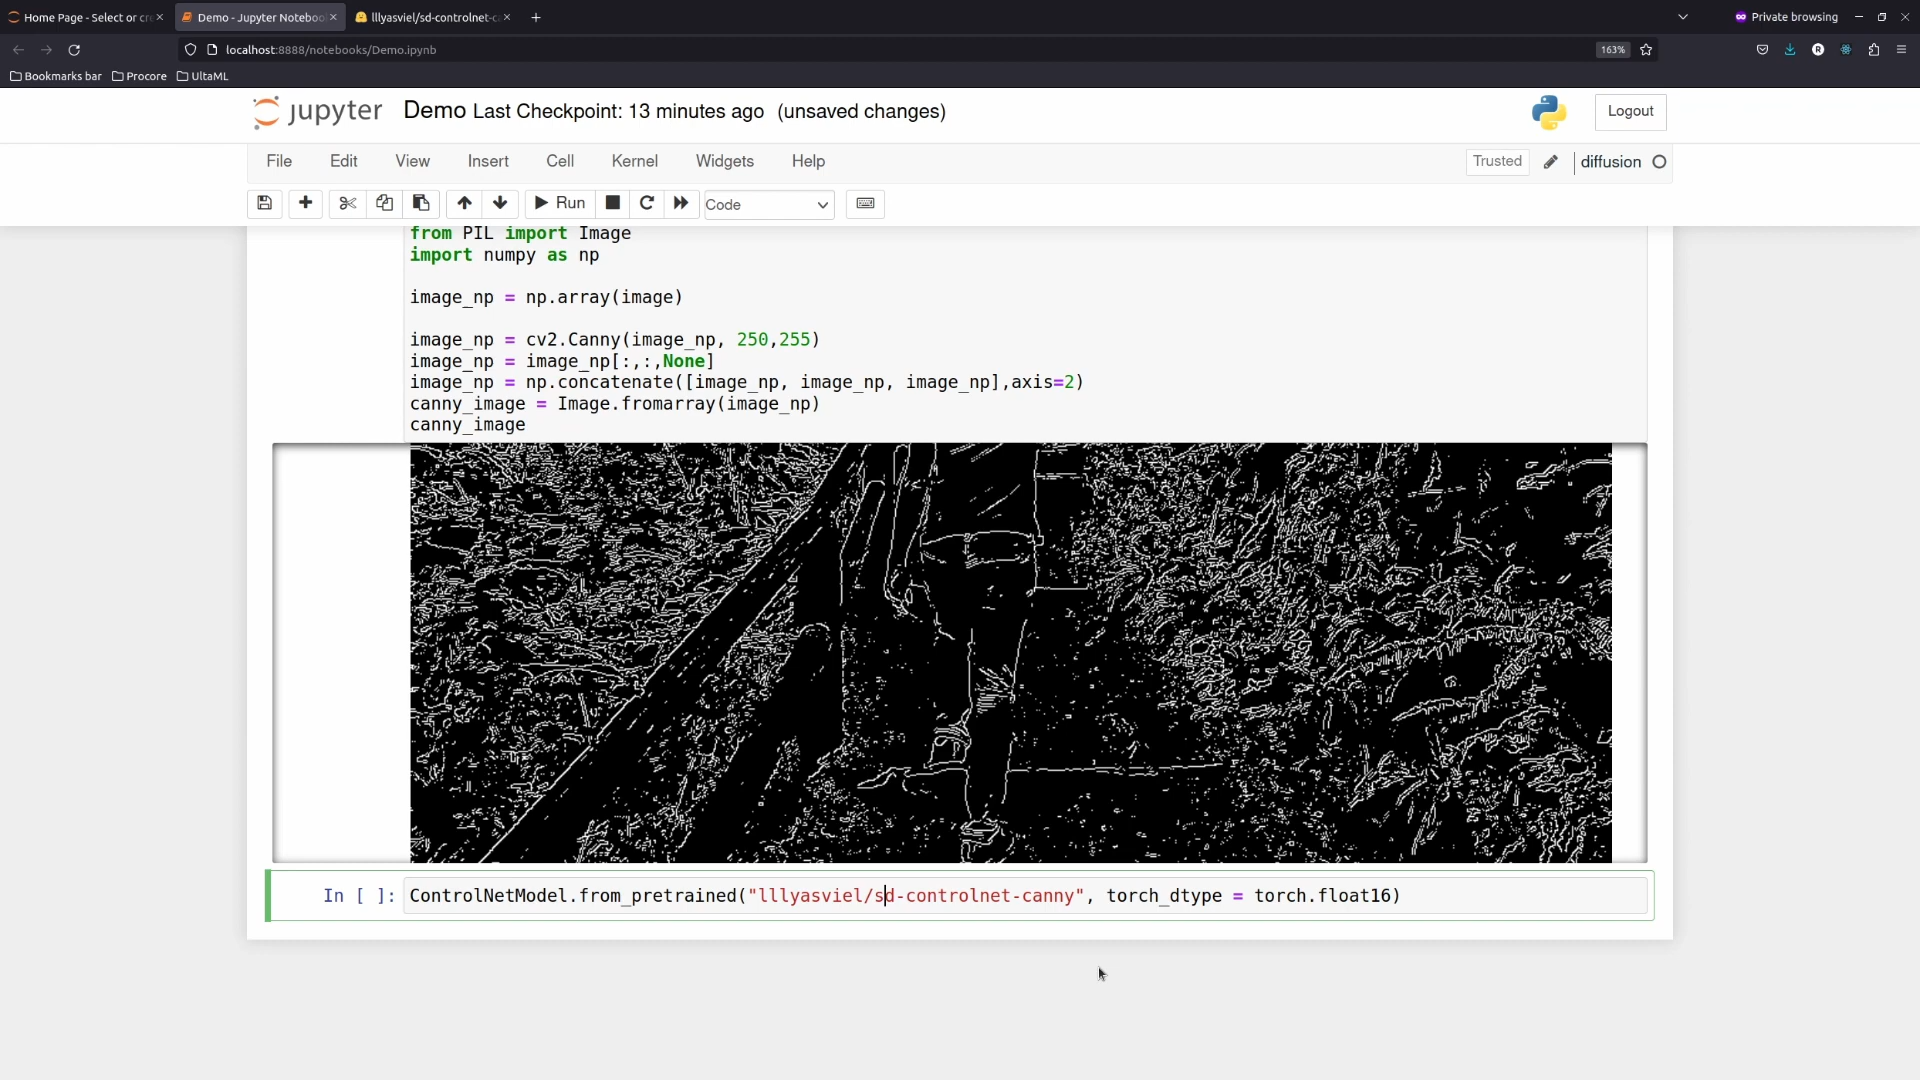 Home Page - Select or cre
Demo - Jupyter Notebook
lllyasviel/sd-controlnet-ca
Private browsing
localhost:8888/notebooks/Demo.ipynb
163%
Bookmarks bar
Procore
UltaML
jupyter
Demo Last Checkpoint: 13 minutes ago (unsaved changes)
Logout
File Edit View Insert Cell Kernel Widgets Help
Trusted
diffusion
Run
Code
from PIL import Image
import numpy as np
image_np = np.array(image)
image_np = cv2.Canny(image_np, 250,255)
image_np = image_np[:,:,None]
image_np = np.concatenate([image_np, image_np, image_np],axis=2)
canny_image = Image.fromarray(image_np)
canny_image
In [ ]: ControlNetModel.from_pretrained("lllyasviel/sd-controlnet-canny", torch_dtype = torch.float16)